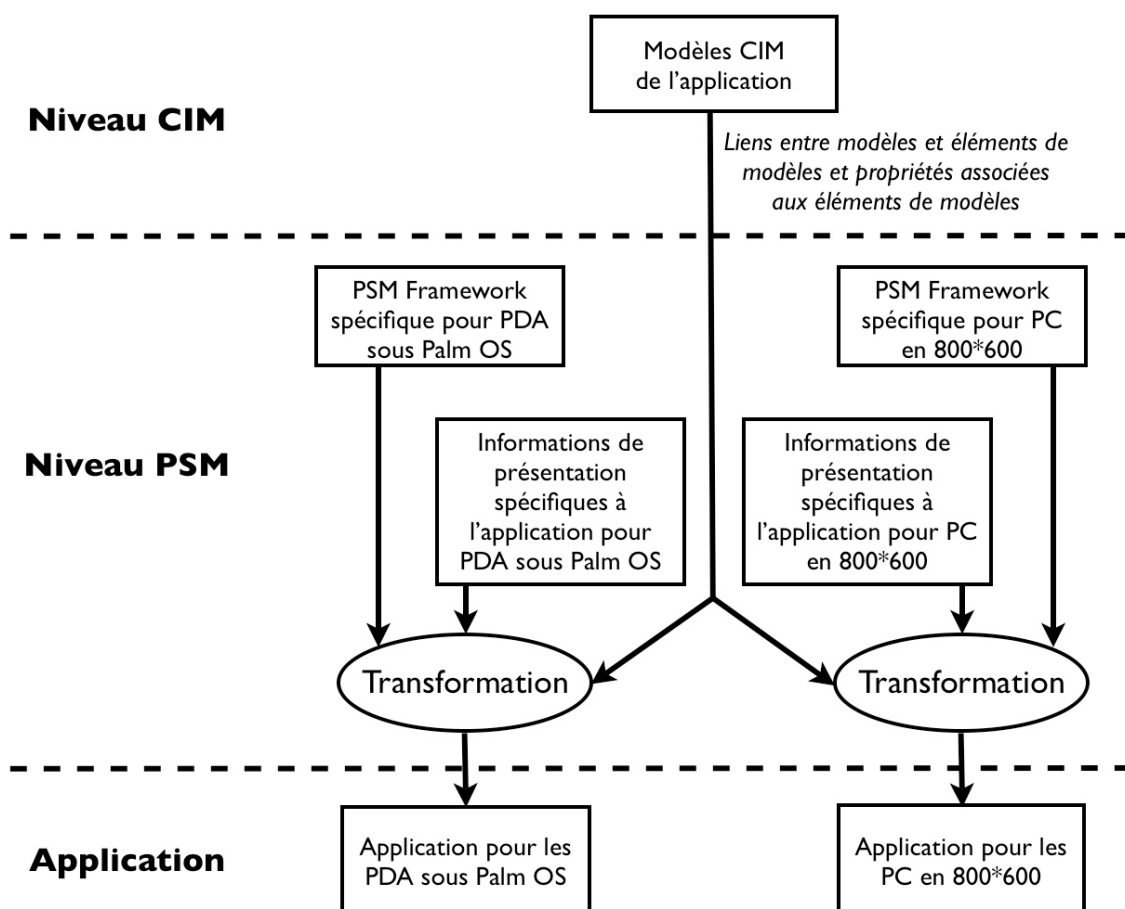 Modèles CIM
de l'application
Niveau CIM
Liens entre modèles et éléments de
modèles et propriétés associées
aux éléments de modèles
PSM Framework
spécifique pour PDA
sous Palm OS
PSM Framework
spécifique pour PC
en 800*600
Niveau PSM
Informations de
présentation
spécifiques à
l'application pour
PDA sous Palm OS
Informations de
présentation
spécifiques à
l'application pour PC
en 800*600
Transformation
Transformation
Application
Application pour les
PDA sous Palm OS
Application pour les
PC en 800*600